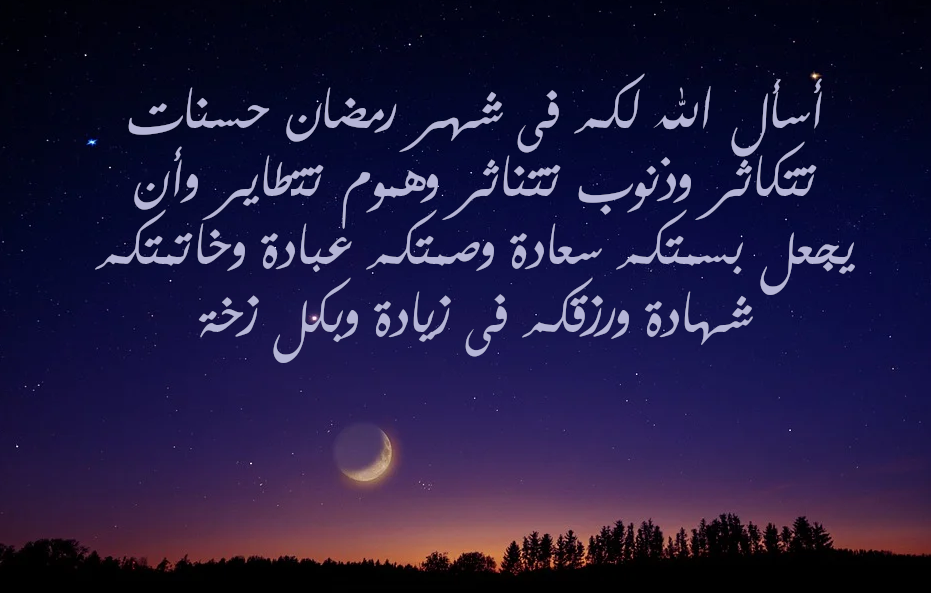 أسأل الله لكم في شهر رمضان حسنات
تتكاثر وذنوب تتناثر وهموم تتطاير وأن
يجعل بسمتكم سعادة وصمتكم عبادة وخاتمتكم
شهادة ورزقكم في زيادة وبكل زخة